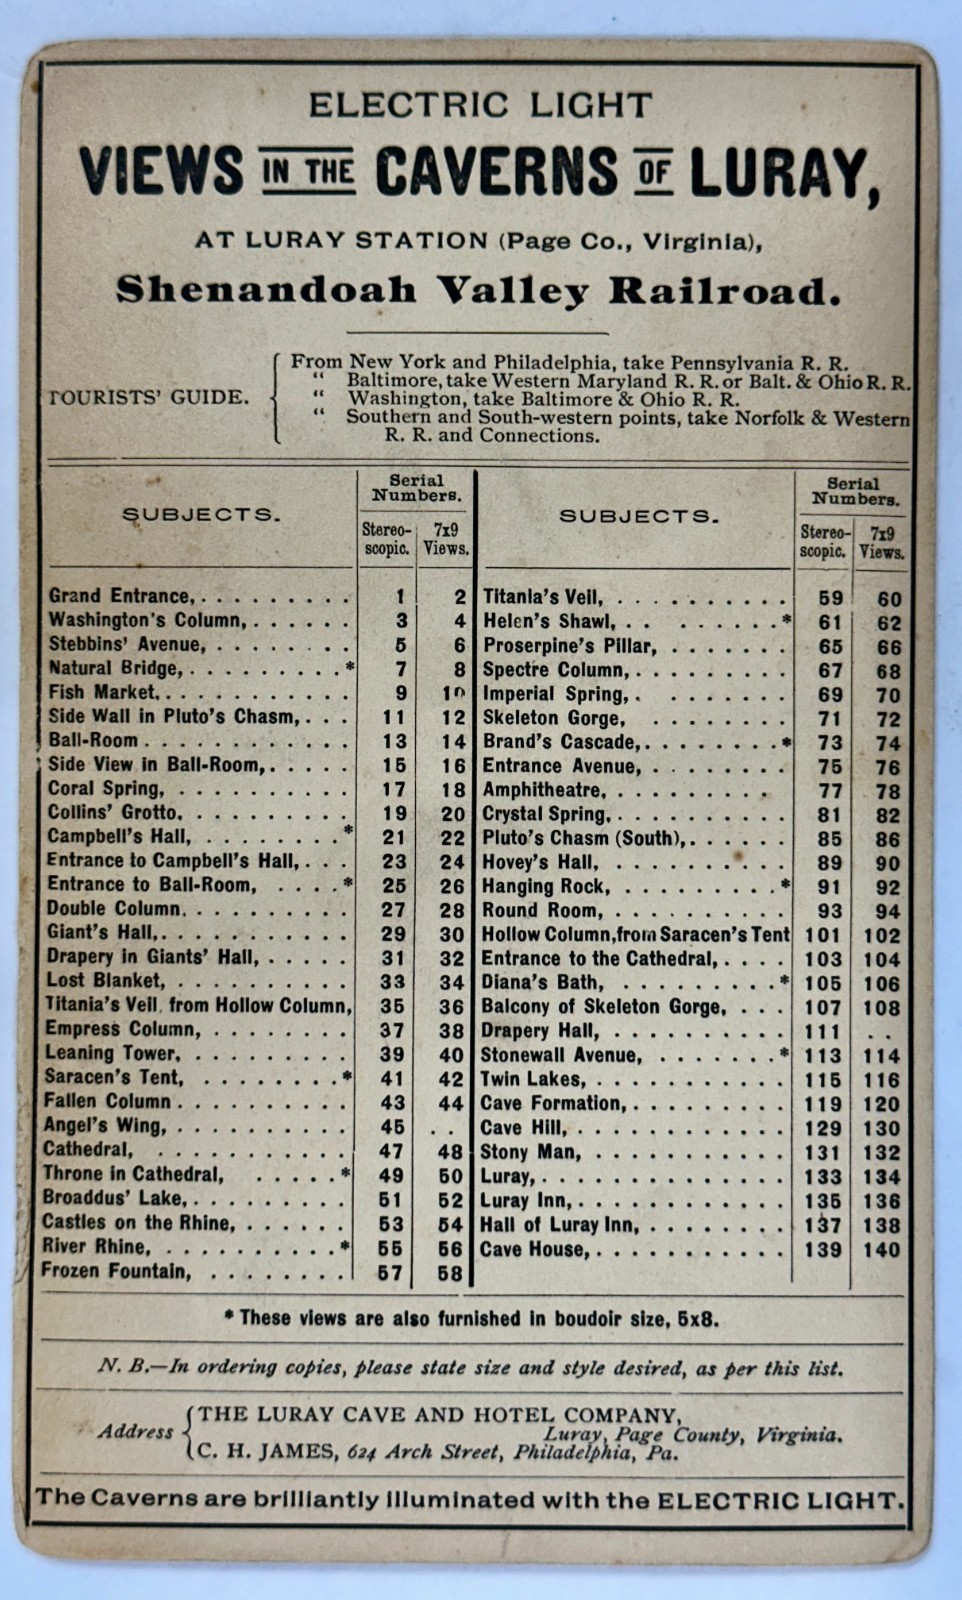 ELECTRIC LIGHT
VIEWS IN THE CAVERNS OF LURAY,
AT LURAY STATION (Page Co., Virginia),
Shenandoah Valley Railroad.
TOURISTS' GUIDE.
From New York and Philadelphia, take Pennsylvania R. R.
“ Baltimore, take Western Maryland R. R. or Balt. & Ohio R. R.
“ Washington, take Baltimore & Ohio R. R.
“ Southern and South-western points, take Norfolk & Western
R. R. and Connections.
SUBJECTS.
Serial Numbers.
Stereo-scopic. 7x9 Views.
Grand Entrance, . . . . . . . . . 1 2
Washington's Column, . . . . . . 3 4
Stebbins' Avenue, . . . . . . . . 5 6
Natural Bridge, . . . . . . . . . * 7 8
Fish Market, . . . . . . . . . . 9 10
Side Wall in Pluto's Chasm, . . . 11 12
Ball-Room . . . . . . . . . . . 13 14
Side View in Ball-Room, . . . . . 15 16
Coral Spring, . . . . . . . . . . 17 18
Collins' Grotto, . . . . . . . . . 19 20
Campbell's Hall, . . . . . . . . * 21 22
Entrance to Campbell's Hall, . . . 23 24
Entrance to Ball-Room, . . . . * 25 26
Double Column. . . . . . . . . . 27 28
Giant's Hall, . . . . . . . . . . 29 30
Drapery in Giants' Hall, . . . . . 31 32
Lost Blanket, . . . . . . . . . . 33 34
Titania's Veil from Hollow Column, 35 36
Empress Column, . . . . . . . . 37 38
Leaning Tower, . . . . . . . . . 39 40
Saracen's Tent, . . . . . . . . * 41 42
Fallen Column . . . . . . . . . . 43 44
Angel's Wing, . . . . . . . . . . 45 . .
Cathedral, . . . . . . . . . . . 47 48
Throne in Cathedral, . . . . . * 49 50
Broaddus' Lake, . . . . . . . . . 51 52
Castles on the Rhine, . . . . . . 53 54
River Rhine, . . . . . . . . . . * 55 56
Frozen Fountain, . . . . . . . . 57 58
SUBJECTS.
Serial Numbers.
Stereo-scopic. 7x9 Views.
Titania's Veil, . . . . . . . . . . 59 60
Helen's Shawl, . . . . . . . . * 61 62
Proserpine's Pillar, . . . . . . . 65 66
Spectre Column, . . . . . . . . . 67 68
Imperial Spring, . . . . . . . . 69 70
Skeleton Gorge, . . . . . . . . 71 72
Brand's Cascade, . . . . . . . . * 73 74
Entrance Avenue, . . . . . . . . 75 76
Amphitheatre, . . . . . . . . . 77 78
Crystal Spring, . . . . . . . . . . 81 82
Pluto's Chasm (South), . . . . . . 85 86
Hovey's Hall, . . . . . . . . . . 89 90
Hanging Rock, . . . . . . . . . * 91 92
Round Room, . . . . . . . . . . 93 94
Hollow Column, from Saracen's Tent 101 102
Entrance to the Cathedral, . . . . 103 104
Diana's Bath, . . . . . . . . . * 105 106
Balcony of Skeleton Gorge, . . . 107 108
Drapery Hall, . . . . . . . . . . 111 . .
Stonewall Avenue, . . . . . . . * 113 114
Twin Lakes, . . . . . . . . . . . 115 116
Cave Formation, . . . . . . . . . 119 120
Cave Hill, . . . . . . . . . . . . 129 130
Stony Man, . . . . . . . . . . . 131 132
Luray, . . . . . . . . . . . . . . 133 134
Luray Inn, . . . . . . . . . . . . 135 136
Hall of Luray Inn, . . . . . . . . 137 138
Cave House, . . . . . . . . . . . 139 140
* These views are also furnished in boudoir size, 5x8.
N. B.—In ordering copies, please state size and style desired, as per this list.
Address
THE LURAY CAVE AND HOTEL COMPANY,
Luray, Page County, Virginia.
C. H. JAMES, 624 Arch Street, Philadelphia, Pa.
The Caverns are brilliantly illuminated with the ELECTRIC LIGHT.